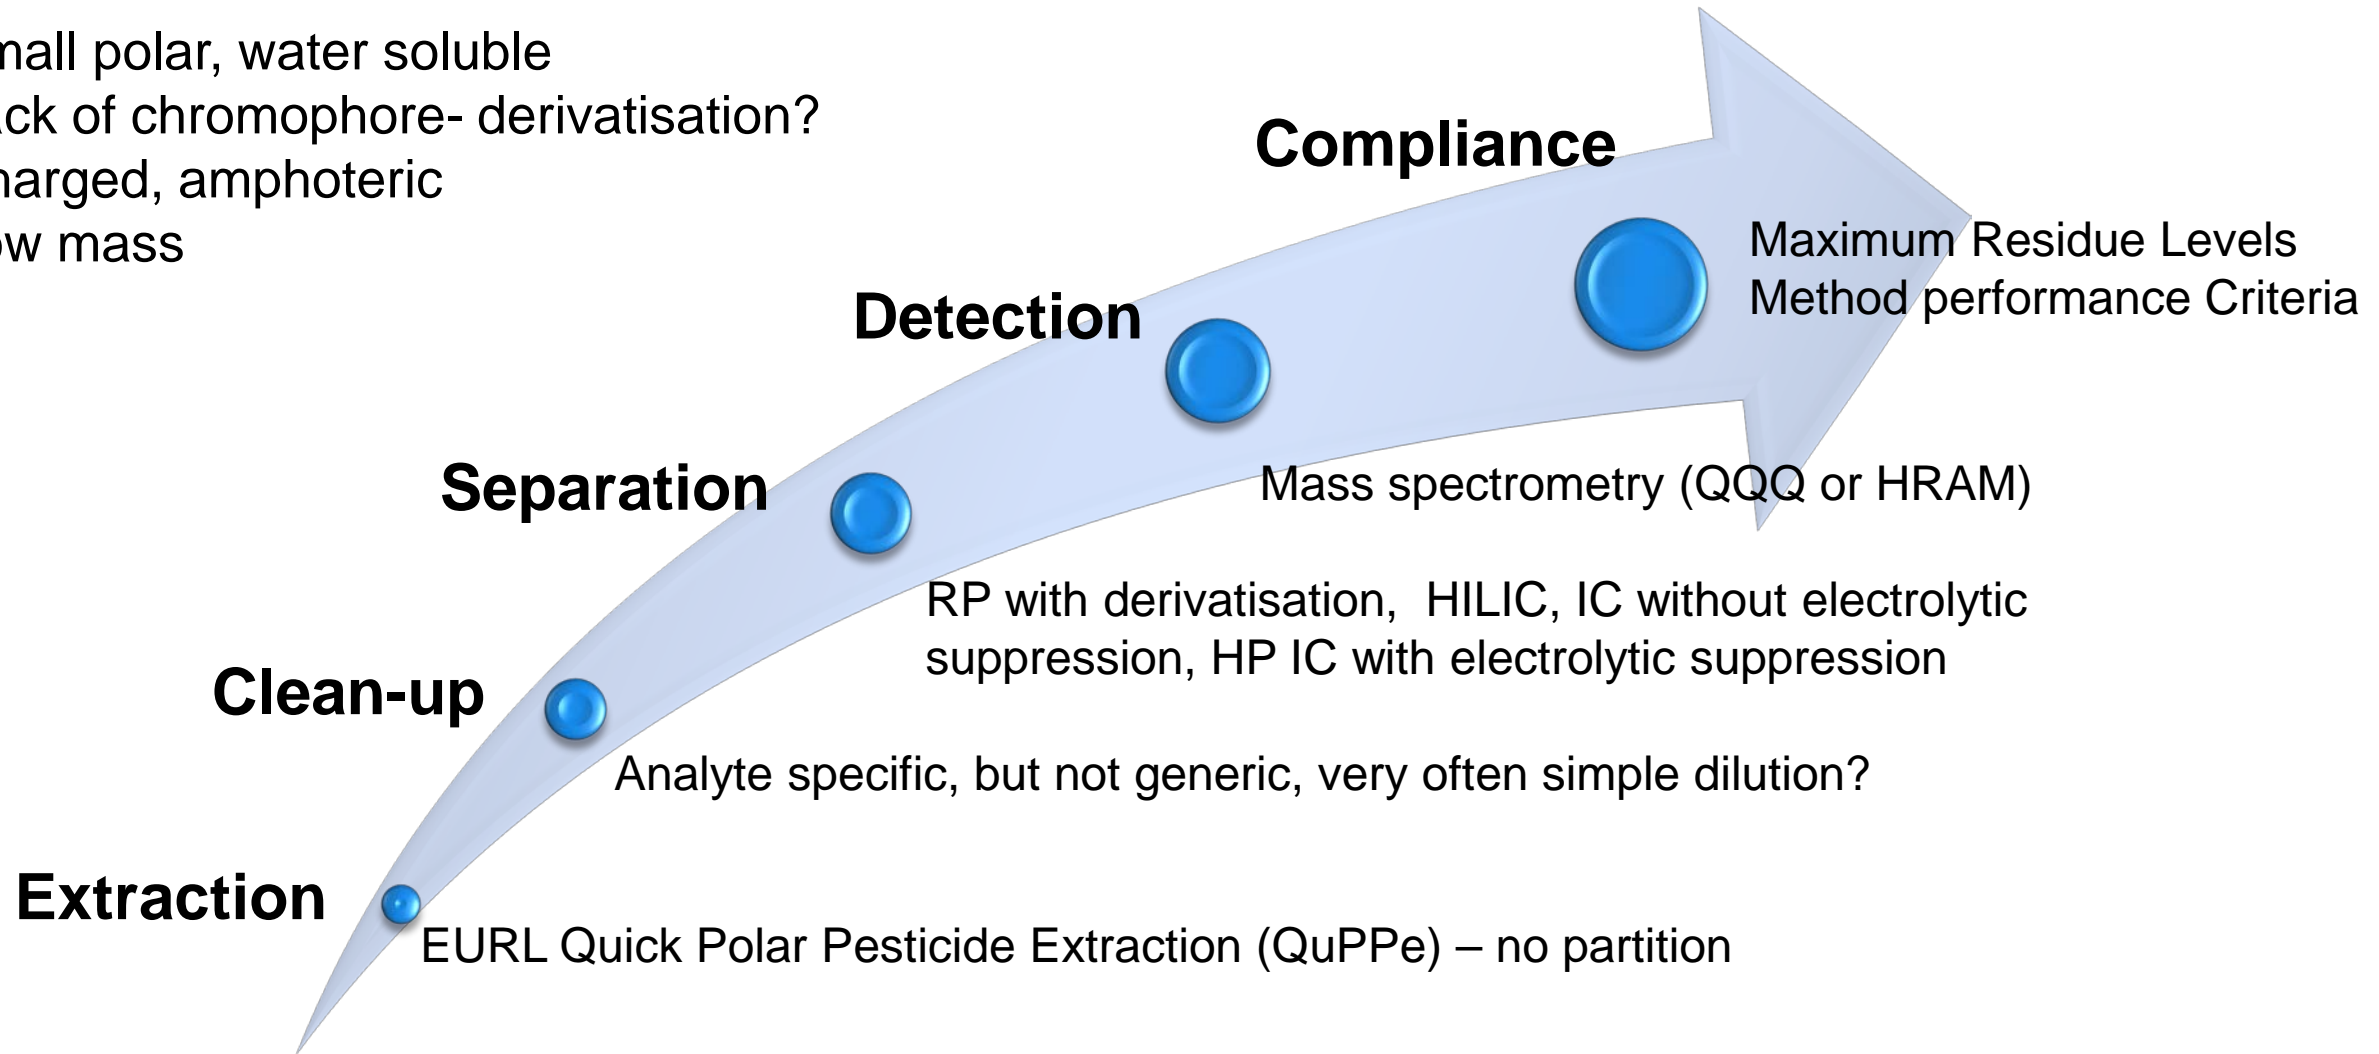 mall polar, water soluble
ck of chromophore- derivatisation?
harged, amphoteric
ow mass
Compliance
Maximum Residue Levels
Method performance Criteria
Detection
Mass spectrometry (QQQ or HRAM)
Separation
RP with derivatisation, HILIC, IC without electrolytic
suppression, HP IC with electrolytic suppression
Clean-up
Analyte specific, but not generic, very often simple dilution?
Extraction
EURL Quick Polar Pesticide Extraction (QuPPe) – no partition